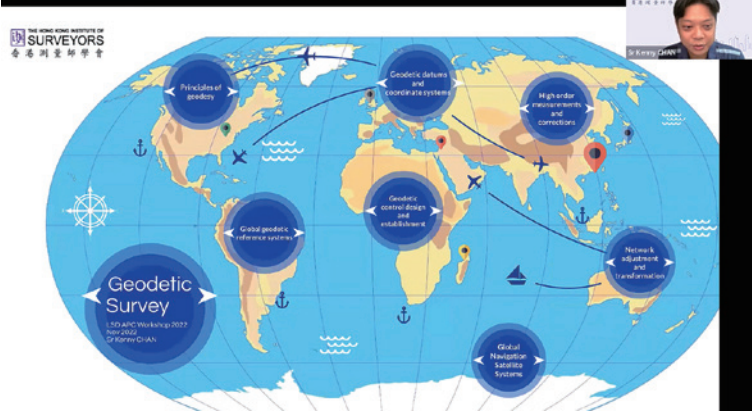 THE HONG KONG INSTITUTE OF
SURVEYORS
香港測量師學會
Sr Kenny CHAN
Principles of
geodesy
Geodetic datums
and
coordinate systems
High-order
measurements
and
corrections
Global geodetic
reference systems
Geodetic
control design
and
establishment
Network
adjustment
and
transformation
Geodetic
Survey
LSD APC Workshop 2022
Nov 2022
Sr Kenny CHAN
Global
Navigation
Satellite
Systems